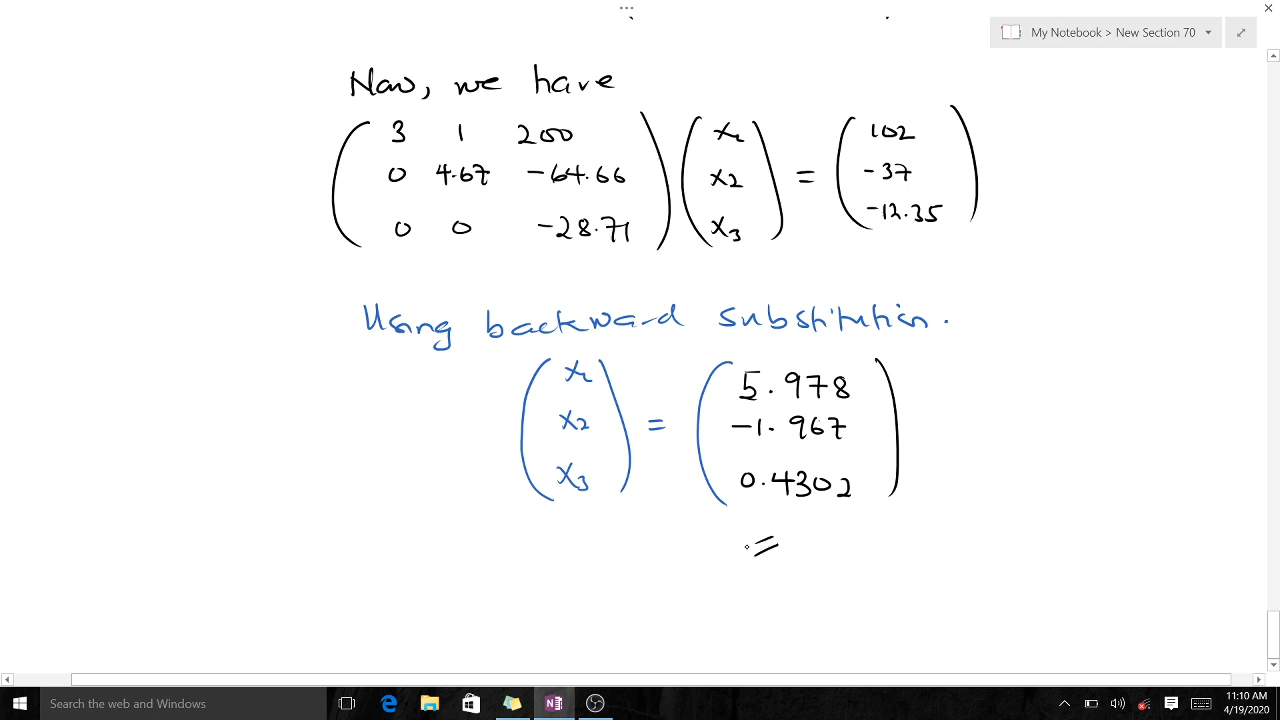 My Notebook > New Section 70
Now, we have
3 1 200
0 4.67 -64.66
0 0 -28.71
x1
x2
x3
=
102
-37
-12.35
Using backward substitution.
x1
x2
x3
=
5.978
-1.967
0.4302
=
Search the web and Windows
11:10 AM
4/19/2020